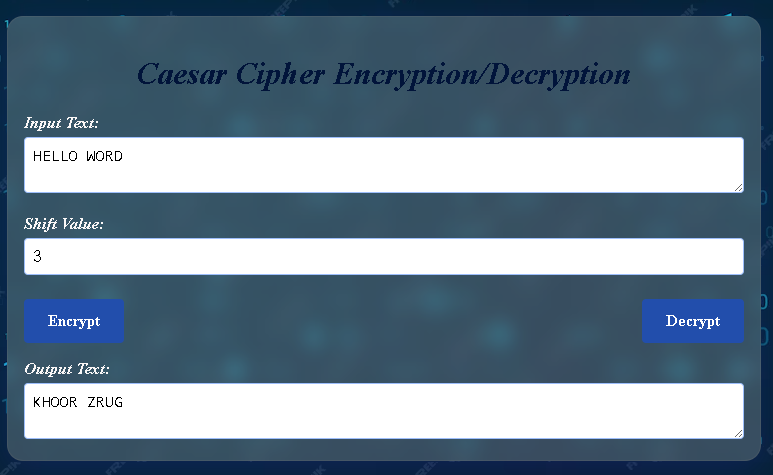 Caesar Cipher Encryption/Decryption
Input Text:
HELLO WORD
Shift Value:
3
Encrypt Decrypt
Output Text:
KHOOR ZRUG